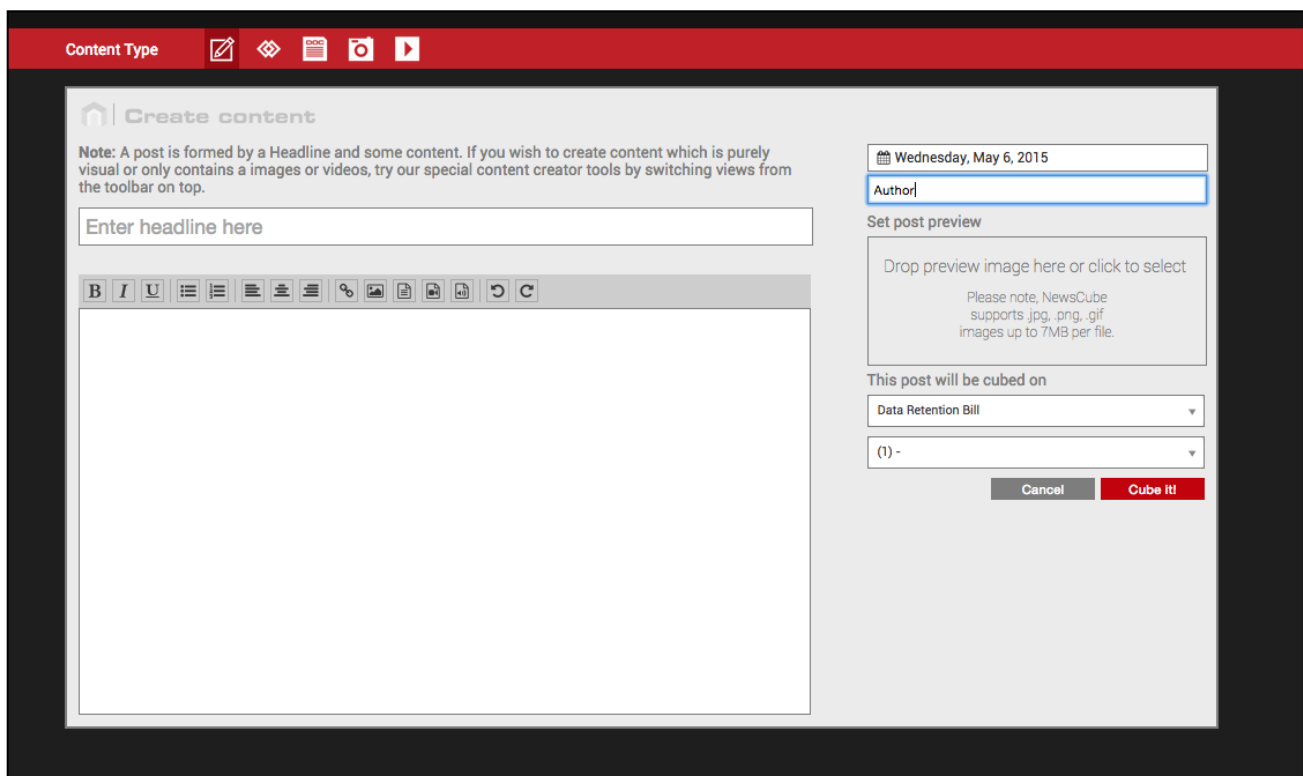 Content Type
DOC
Create content
Note: A post is formed by a Headline and some content. If you wish to create content which is purely
visual or only contains a images or videos, try our special content creator tools by switching views from
the toolbar on top.
Enter headline here
B I U
Wednesday, May 6, 2015
Author
Set post preview
Drop preview image here or click to select
Please note, NewsCube
supports .jpg, .png, .gif
images up to 7MB per file.
This post will be cubed on
Data Retention Bill
(1) -
Cancel
Cube it!